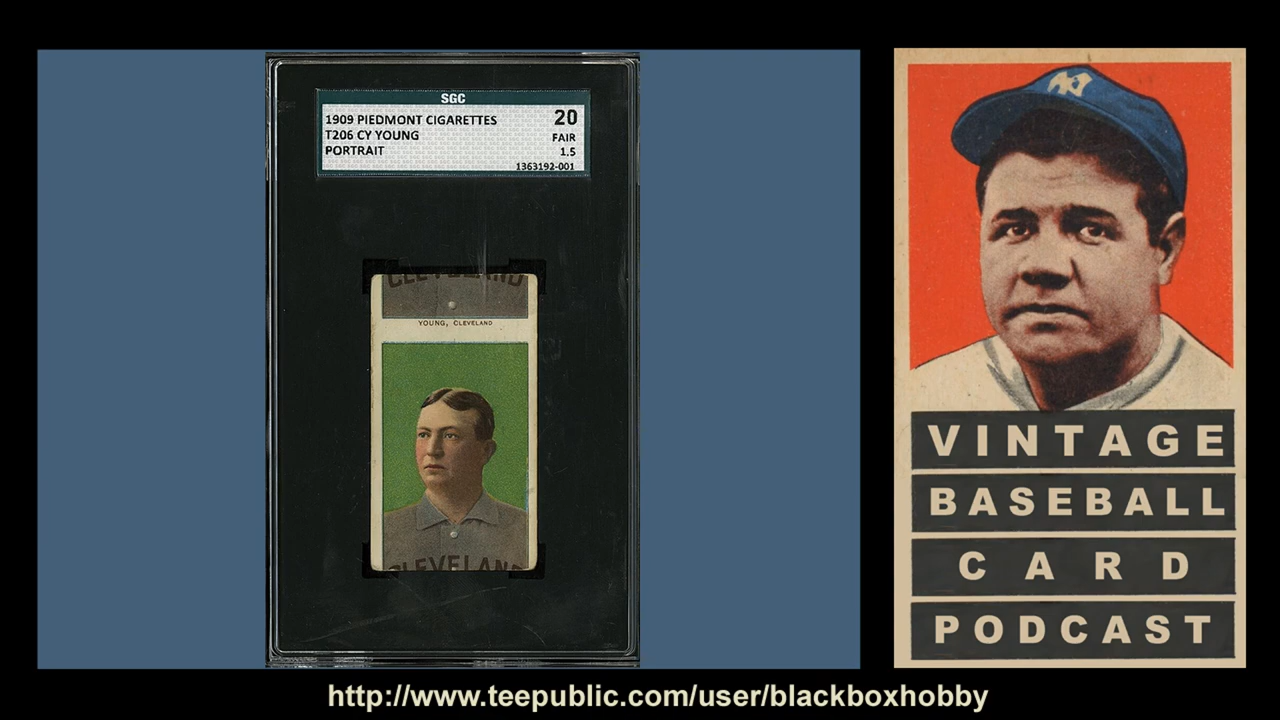 SGC
1909 PIEDMONT CIGARETTES
T206 CY YOUNG
PORTRAIT
20
FAIR
1.5
1363192-001
CLEVELAND
YOUNG, CLEVELAND
CLEVELAND
NY
VINTAGE
BASEBALL
CARD
PODCAST
http://www.teepublic.com/user/blackboxhobby